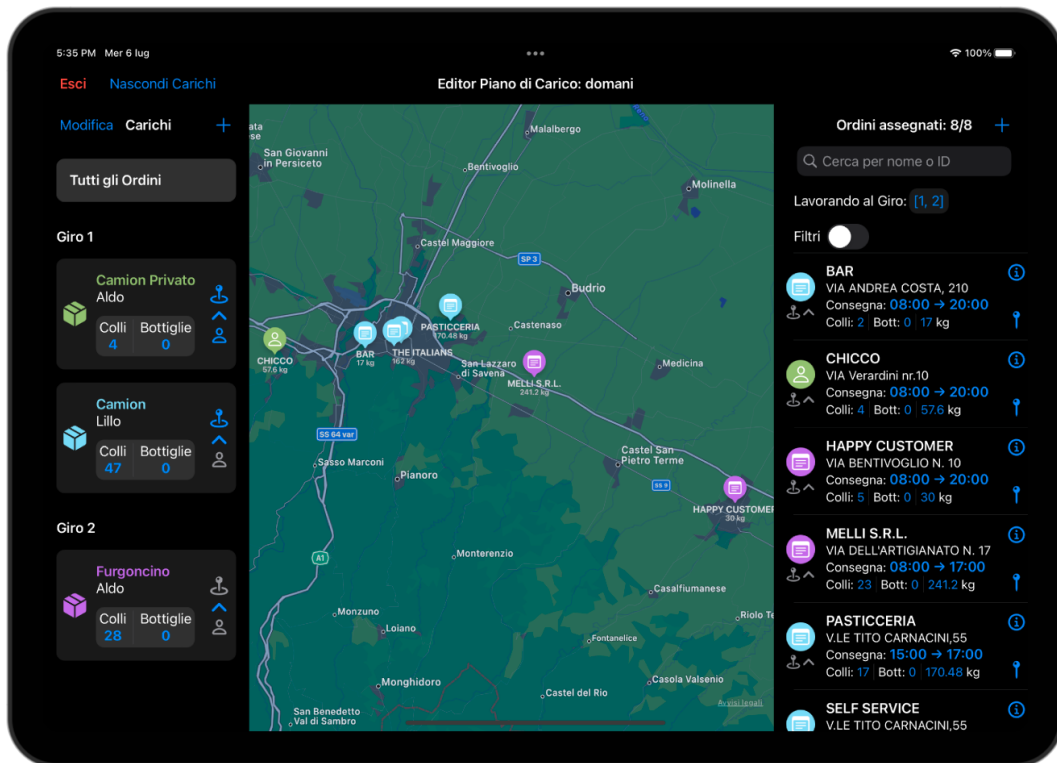 5:35 PM Mer 6 lug
100%
Esci
Nascondi Carichi
Editor Piano di Carico: domani
Modifica
Carichi
+
Tutti gli Ordini
Giro 1
Camion Privato
Aldo
Colli
Bottiglie
4
0
Camion
Lillo
Colli
Bottiglie
47
0
Giro 2
Furgoncino
Aldo
Colli
Bottiglie
28
0
Malalbergo
San Giovanni
in Persiceto
Bentivoglio
Molinella
Castel Maggiore
SP 3
Budrio
PASTICCERIA
170.48 kg
Castenaso
CHICCO
57.6 kg
BAR
17 kg
THE ITALIANS
162 kg
San Lazzaro
di Savena
MELLI S.R.L.
241.2 kg
Medicina
SS 64 var
Castel San
Pietro Terme
Sasso Marconi
Pianoro
SS 9
HAPPY CUSTOMER
30 kg
A1
Monterenzio
Casalfiumanese
Monzuno
Riolo Te
Loiano
Fontanelice
Monghidoro
Casola Valsenio
Castel del Rio
Avvisi legali
San Benedetto
Val di Sambro
Ordini assegnati: 8/8
+
Cerca per nome o ID
Lavorando al Giro: [1, 2]
Filtri
BAR
VIA ANDREA COSTA, 210
Consegna: 08:00 → 20:00
Colli: 2 Bott: 0 17 kg
CHICCO
VIA Verardini nr.10
Consegna: 08:00 → 20:00
Colli: 4 Bott: 0 57.6 kg
HAPPY CUSTOMER
VIA BENTIVOGLIO N. 10
Consegna: 08:00 → 20:00
Colli: 5 Bott: 0 30 kg
MELLI S.R.L.
VIA DELL'ARTIGIANATO N. 17
Consegna: 08:00 → 17:00
Colli: 23 Bott: 0 241.2 kg
PASTICCERIA
V.LE TITO CARNACINI,55
Consegna: 15:00 → 17:00
Colli: 17 Bott: 0 170.48 kg
SELF SERVICE
V.LE TITO CARNACINI,55